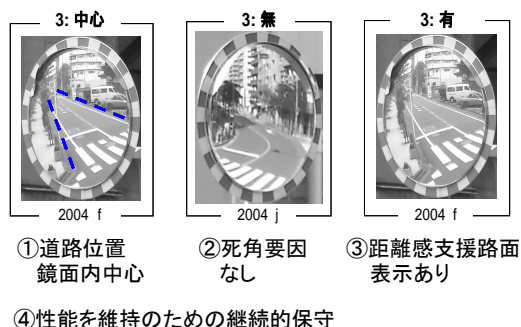 3: 中心
3: 無
3: 有
2004 f
2004 j
2004 f
①道路位置
鏡面内中心
②死角要因
なし
③距離感支援路面
表示あり
④性能を維持のための継続的保守